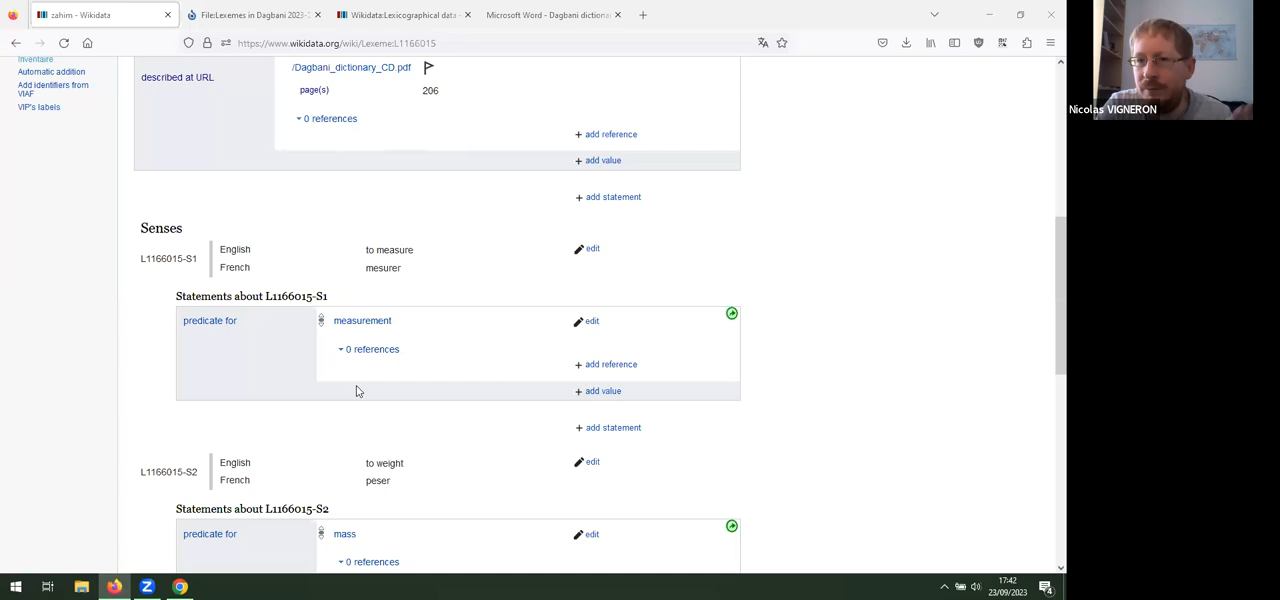 zahim - Wikidata
File:Lexemes in Dagbani 2023-
Wikidata:Lexicographical data -
Microsoft Word - Dagbani dictiona
https://www.wikidata.org/wiki/Lexeme:L1166015
Inventaire
Automatic addition
Add identifiers from
VIAF
VIP's labels
described at URL
/Dagbani_dictionary_CD.pdf
page(s) 206
0 references
+ add reference
+ add value
+ add statement
Senses
L1166015-S1
English to measure
edit
French mesurer
Statements about L1166015-S1
predicate for measurement edit
0 references
+ add reference
+ add value
+ add statement
L1166015-S2
English to weight
edit
French peser
Statements about L1166015-S2
predicate for mass edit
0 references
Nicolas VIGNERON
17:42
23/09/2023
4